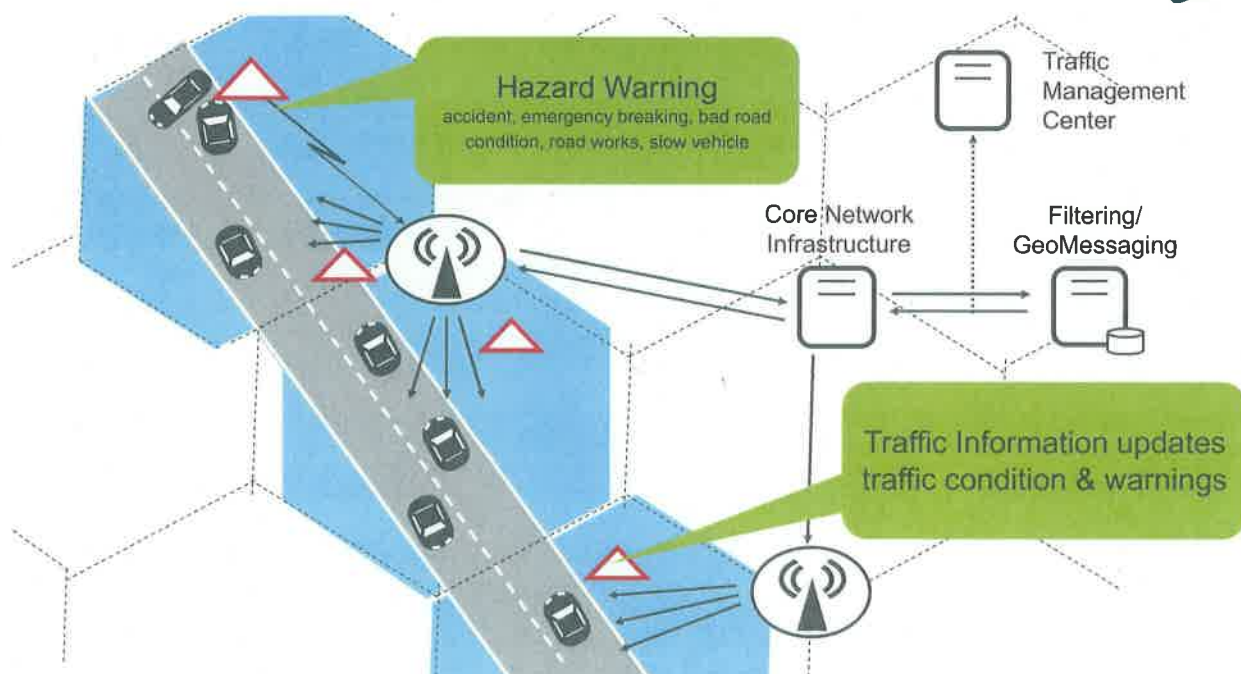 Hazard Warning
accident, emergency breaking, bad road
condition, road works, slow vehicle
Traffic
Management
Center
Core Network
Infrastructure
Filtering/
GeoMessaging
Traffic Information updates
traffic condition & warnings